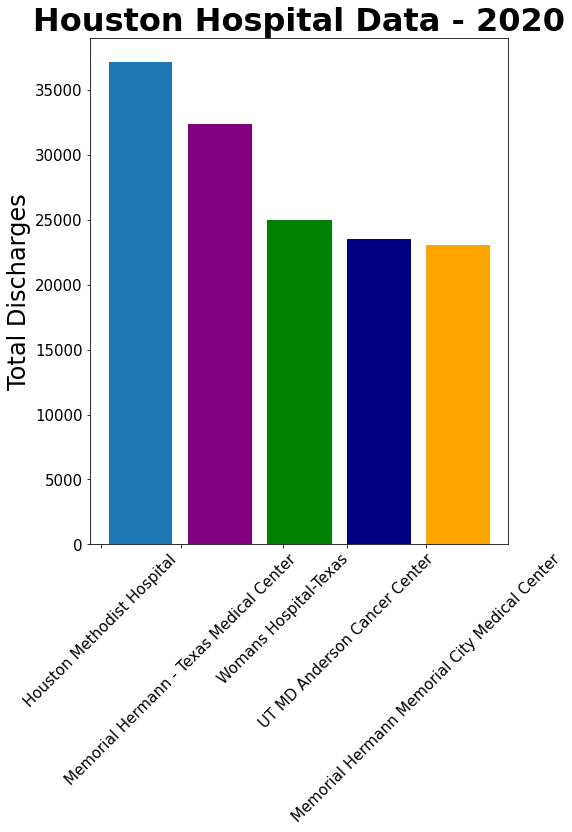 Houston Hospital Data - 2020
Total Discharges
35000
30000
25000
20000
15000
10000
5000
0
Houston Methodist Hospital
Memorial Hermann - Texas Medical Center
Womans Hospital-Texas
UT MD Anderson Cancer Center
Memorial Hermann Memorial City Medical Center